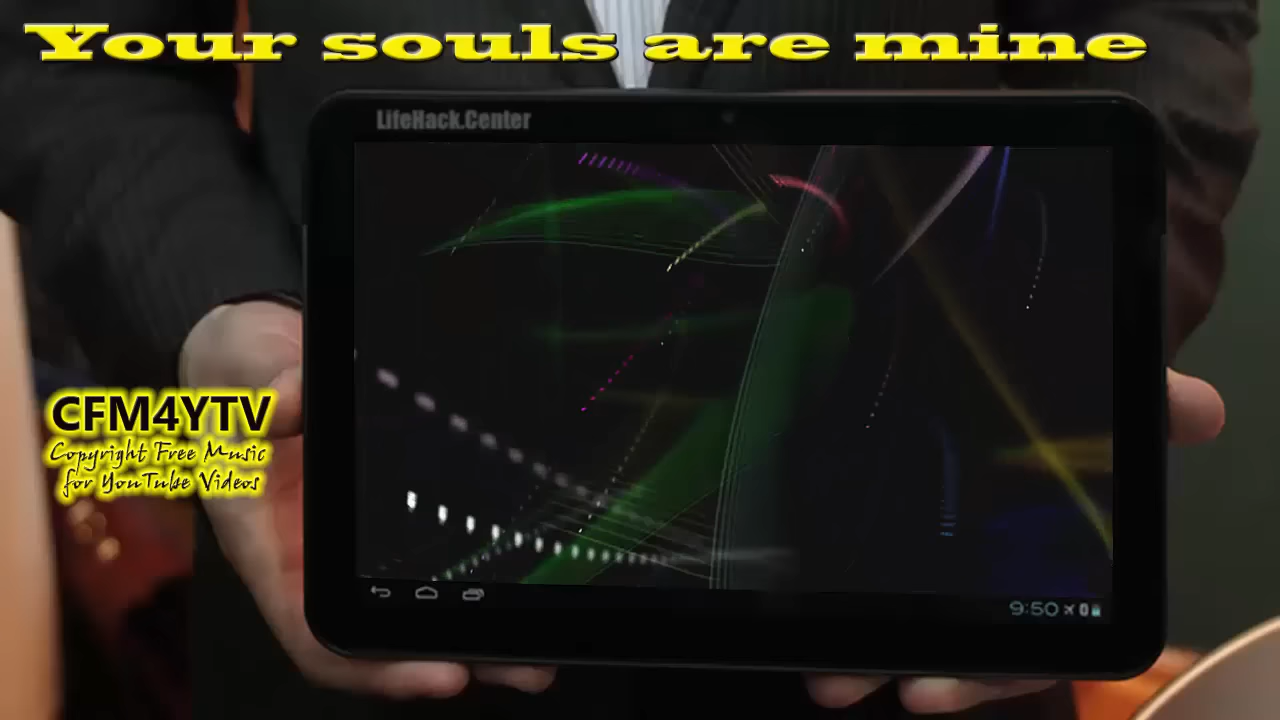 Your souls are mine
LifeHack.Center
CFM4YTV
Copyright Free Music
for YouTube Videos
9:50